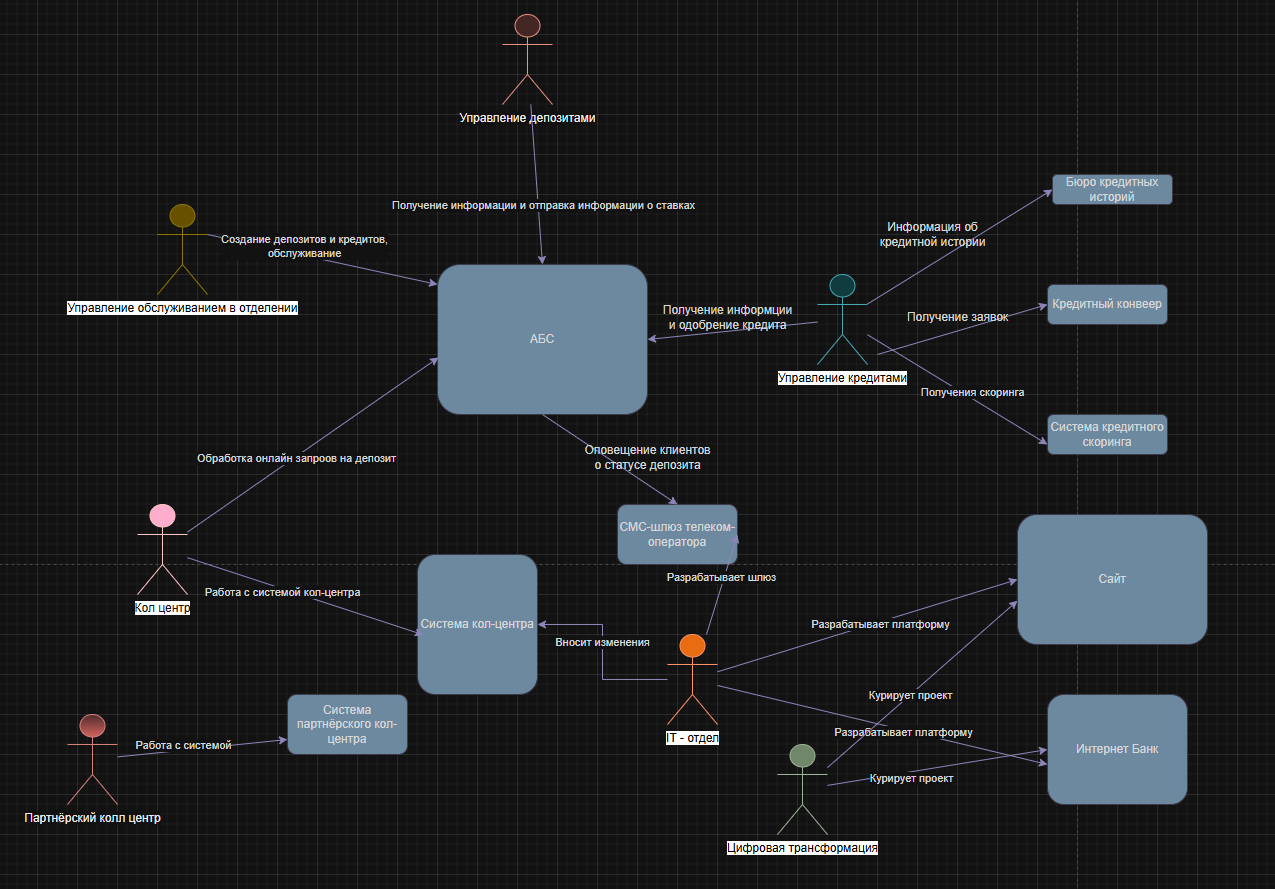 Управление депозитами
Бюро кредитных
историй
Получение информации и отправка информации о ставках
Создание депозитов и кредитов,
обслуживание
Информация об
кредитной истории
Управление обслуживанием в отделении
АБС
Получение информции
и одобрение кредита
Получение заявок
Кредитный конвеер
Управление кредитами
Получения скоринга
Система кредитного
скоринга
Обработка онлайн запроов на депозит
Оповещение клиентов
о статусе депозита
СМС-шлюз телеком-
оператора
Разрабатывает шлюз
Сайт
Кол центр
Работа с системой кол-центра
Система кол-центра
Вносит изменения
Разрабатывает платформу
IT - отдел
Курирует проект
Система
партнёрского кол-
центра
Работа с системой
Разрабатывает платформу
Интернет Банк
Курирует проект
Партнёрский колл центр
Цифровая трансформация